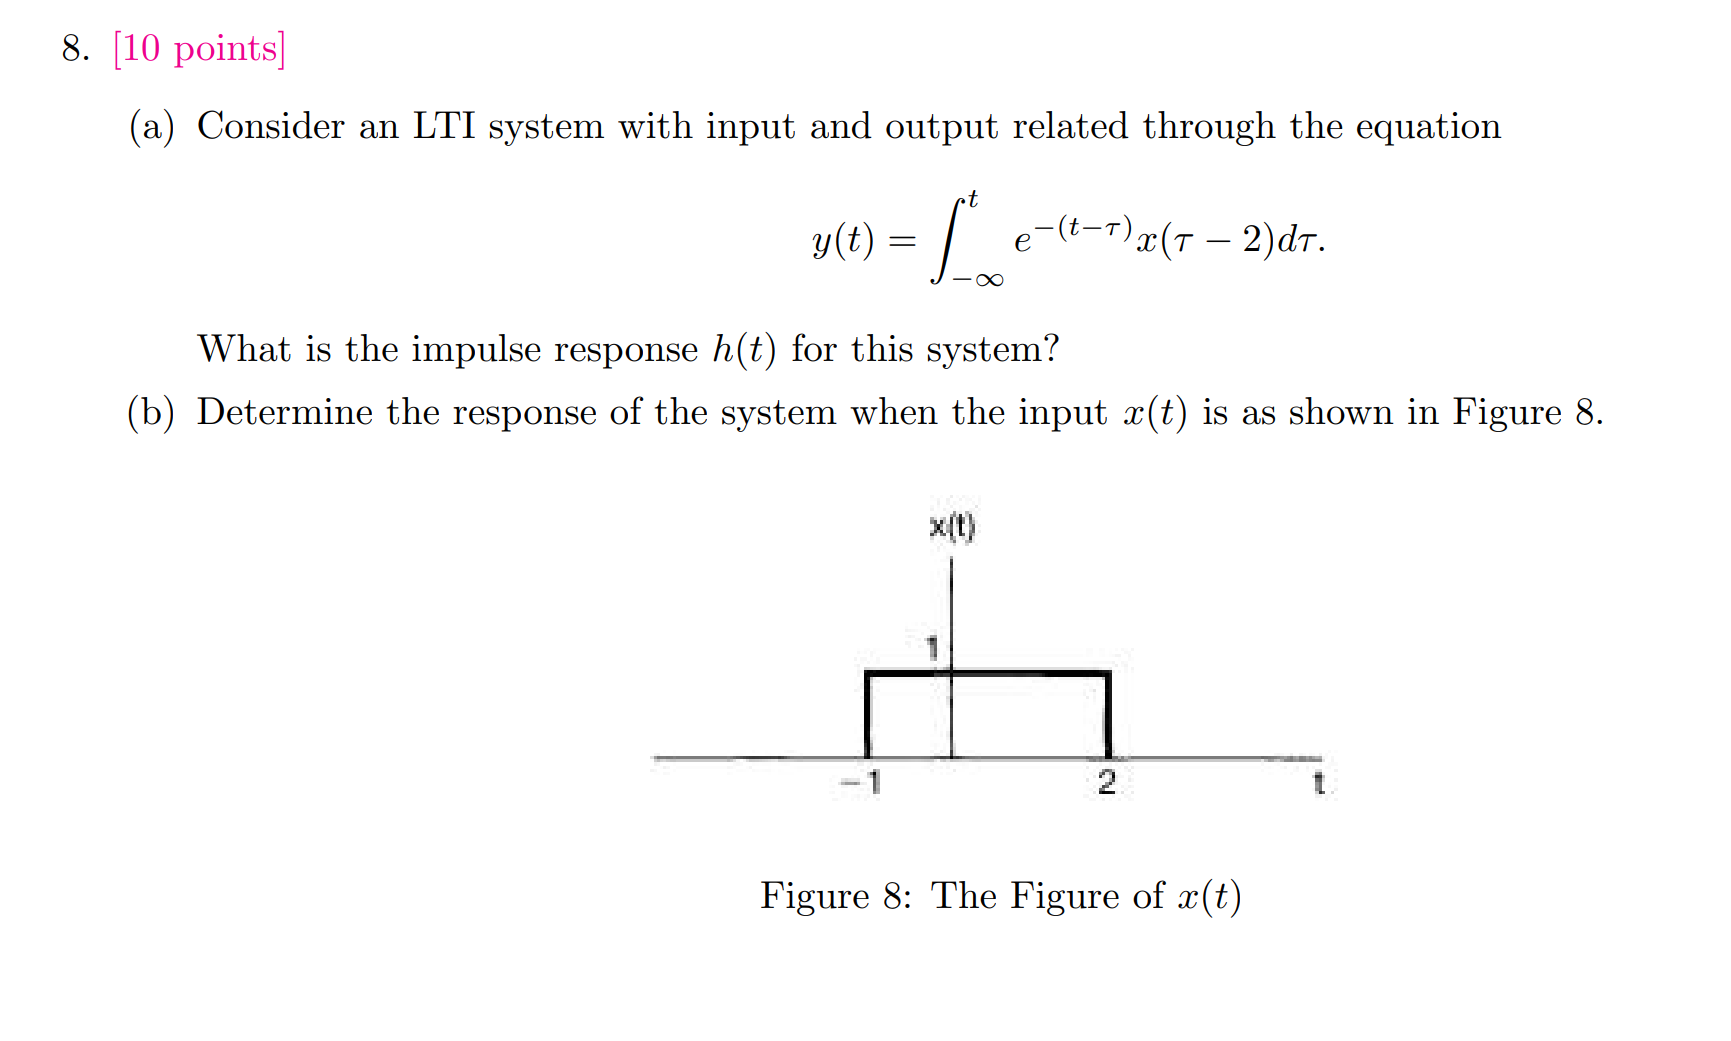 8. [10 points]
(a) Consider an LTI system with input and output related through the equation
y(t) = ∫_{-∞}^{t} e^{-(t-τ)} x(τ − 2)dτ.
What is the impulse response h(t) for this system?
(b) Determine the response of the system when the input x(t) is as shown in Figure 8.
x(t)
1
−1 2 t
Figure 8: The Figure of x(t)